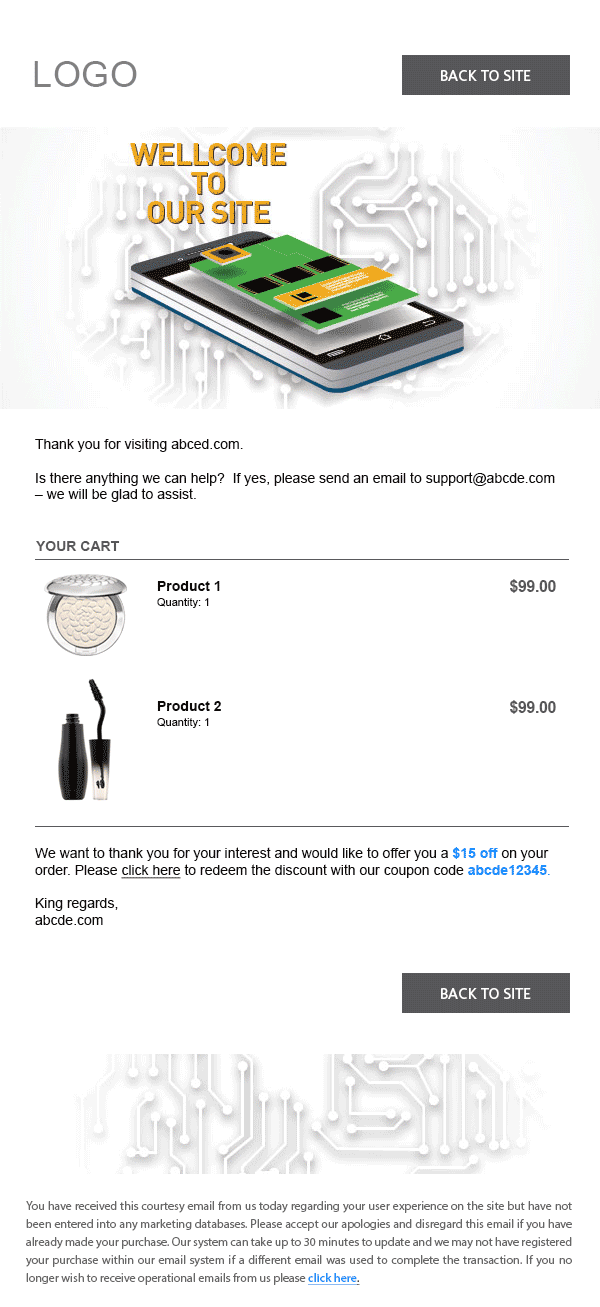 LOGO
BACK TO SITE
WELLCOME
TO
OUR SITE
Thank you for visiting abced.com.
Is there anything we can help?  If yes, please send an email to support@abcde.com
– we will be glad to assist.
YOUR CART
Product 1
$99.00
Quantity: 1
Product 2
$99.00
Quantity: 1
We want to thank you for your interest and would like to offer you a $15 off on your
order. Please click here to redeem the discount with our coupon code abcde12345.
King regards,
abcde.com
BACK TO SITE
You have received this courtesy email from us today regarding your user experience on the site but have not
been entered into any marketing databases. Please accept our apologies and disregard this email if you have
already made your purchase. Our system can take up to 30 minutes to update and we may not have registered
your purchase within our email system if a different email was used to complete the transaction. If you no
longer wish to receive operational emails from us please click here.